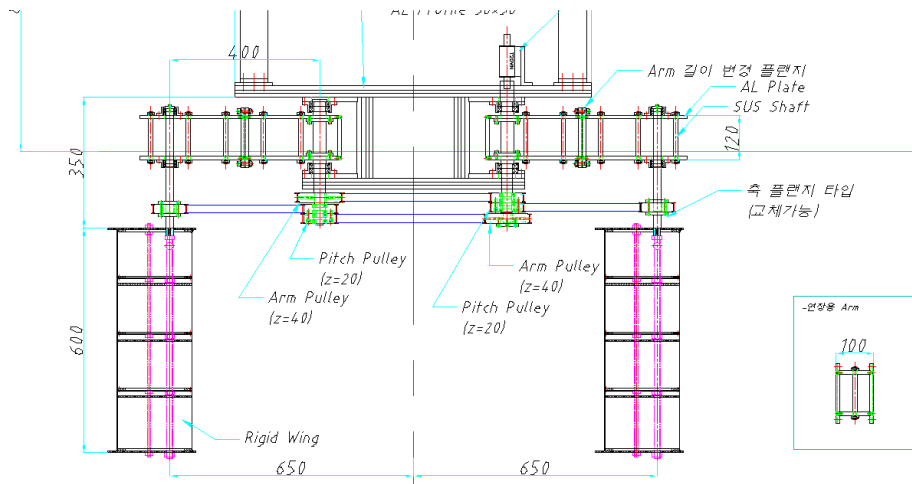 AL Profile 50x50
400
Arm 길이 변경 플랜지
AL Plate
SUS Shaft
350
120
축 플랜지 타입
(교체가능)
Pitch Pulley
(z=20)
Arm Pulley
(z=40)
Arm Pulley
(z=40)
Pitch Pulley
(z=20)
600
-연장용 Arm
100
Rigid Wing
650
650